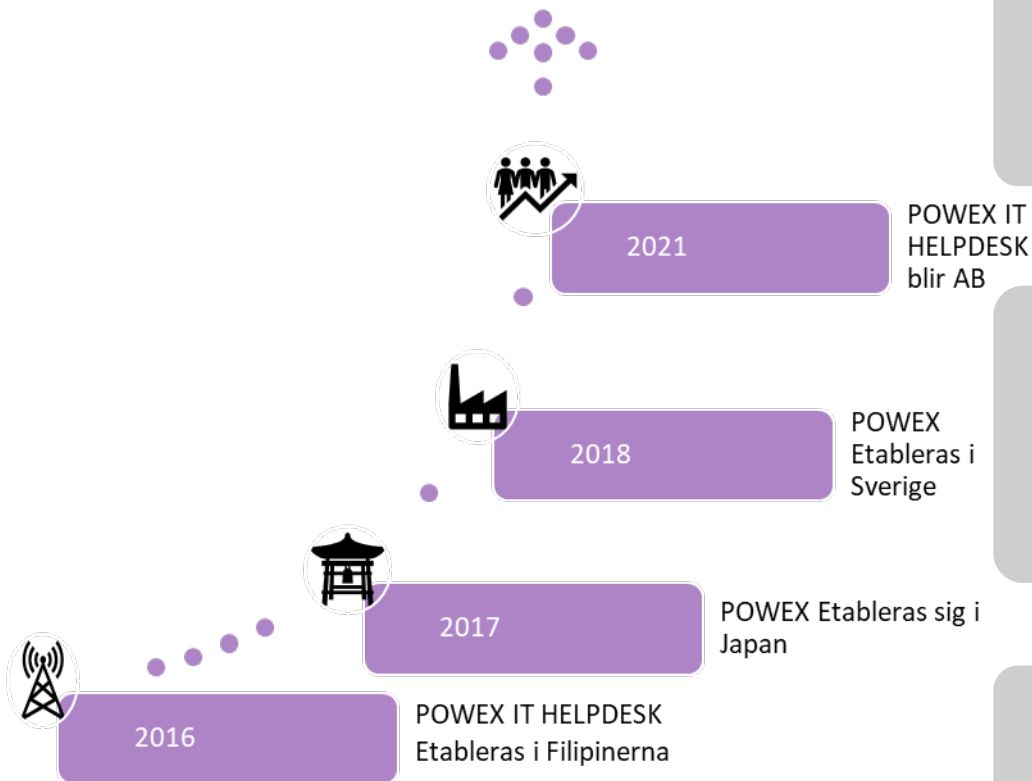 2021
POWEX IT
HELPDESK
blir AB
2018
POWEX
Etableras i
Sverige
2017
POWEX Etableras sig i
Japan
2016
POWEX IT HELPDESK
Etableras i Filipinerna